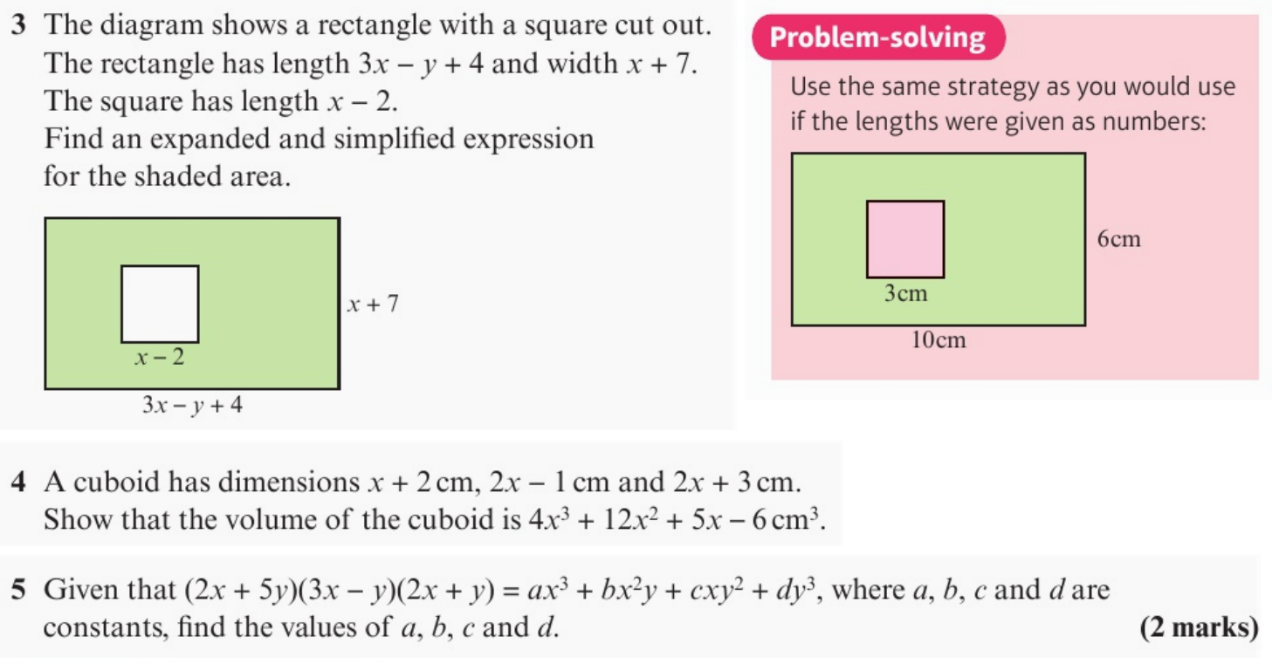 3 The diagram shows a rectangle with a square cut out.
The rectangle has length 3x − y + 4 and width x + 7.
The square has length x − 2.
Find an expanded and simplified expression
for the shaded area.
x + 7
x − 2
3x − y + 4
Problem-solving
Use the same strategy as you would use
if the lengths were given as numbers:
6cm
3cm
10cm
4 A cuboid has dimensions x + 2 cm, 2x − 1 cm and 2x + 3 cm.
Show that the volume of the cuboid is 4x³ + 12x² + 5x − 6 cm³.
5 Given that (2x + 5y)(3x − y)(2x + y) = ax³ + bx²y + cxy² + dy³, where a, b, c and d are
constants, find the values of a, b, c and d. (2 marks)